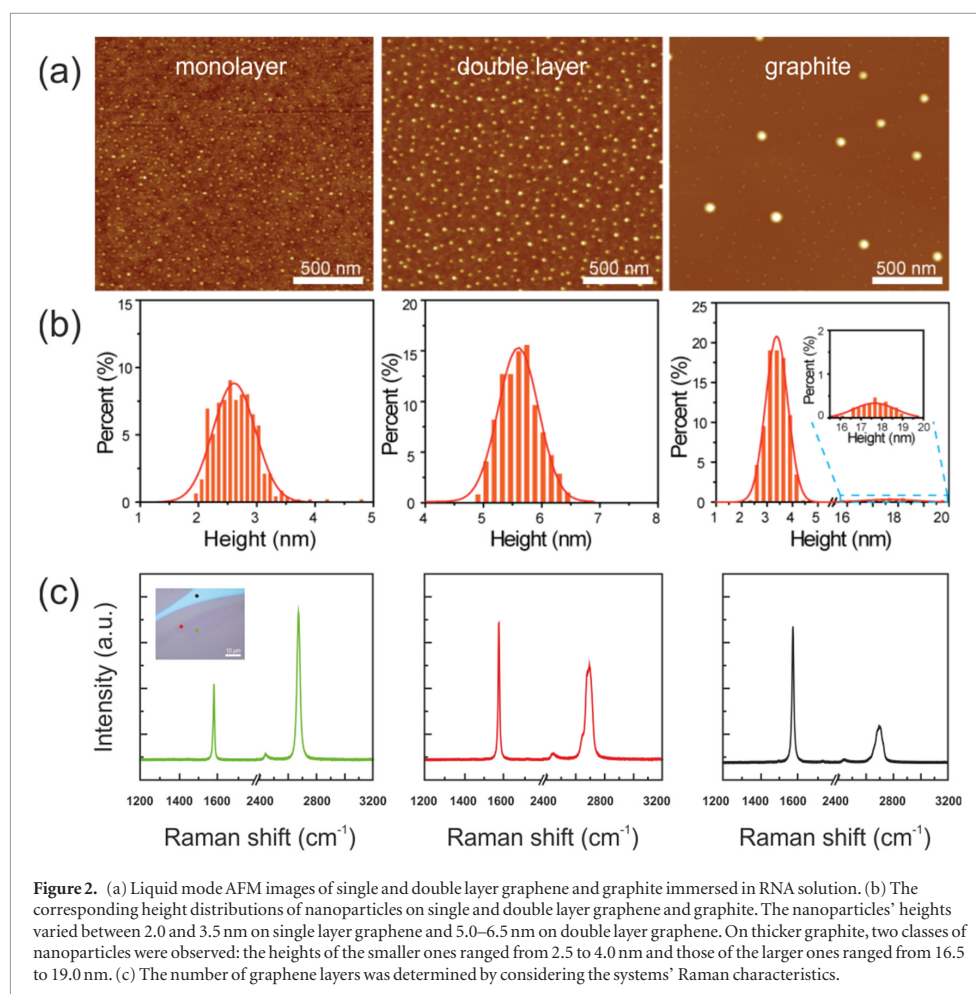 (a)
monolayer
double layer
graphite
500 nm
500 nm
500 nm
(b)
Percent (%)
15
10
5
0
1
2
3
4
5
Height (nm)
Percent (%)
20
15
10
5
0
4
5
6
7
8
Height (nm)
Percent (%)
25
20
15
10
5
0
1
2
3
4
5
16
18
20
Height (nm)
Percent (%)
2
1
0
16
17
18
19
20
Height (nm)
(c)
Intensity (a.u.)
10 μm
1200
1600
2400
2800
3200
Raman shift (cm-1)
1200
1600
2400
2800
3200
Raman shift (cm-1)
1200
1600
2400
2800
3200
Raman shift (cm-1)
Figure 2. (a) Liquid mode AFM images of single and double layer graphene and graphite immersed in RNA solution. (b) The
corresponding height distributions of nanoparticles on single and double layer graphene and graphite. The nanoparticles' heights
varied between 2.0 and 3.5 nm on single layer graphene and 5.0–6.5 nm on double layer graphene. On thicker graphite, two classes of
nanoparticles were observed: the heights of the smaller ones ranged from 2.5 to 4.0 nm and those of the larger ones ranged from 16.5
to 19.0 nm. (c) The number of graphene layers was determined by considering the systems' Raman characteristics.